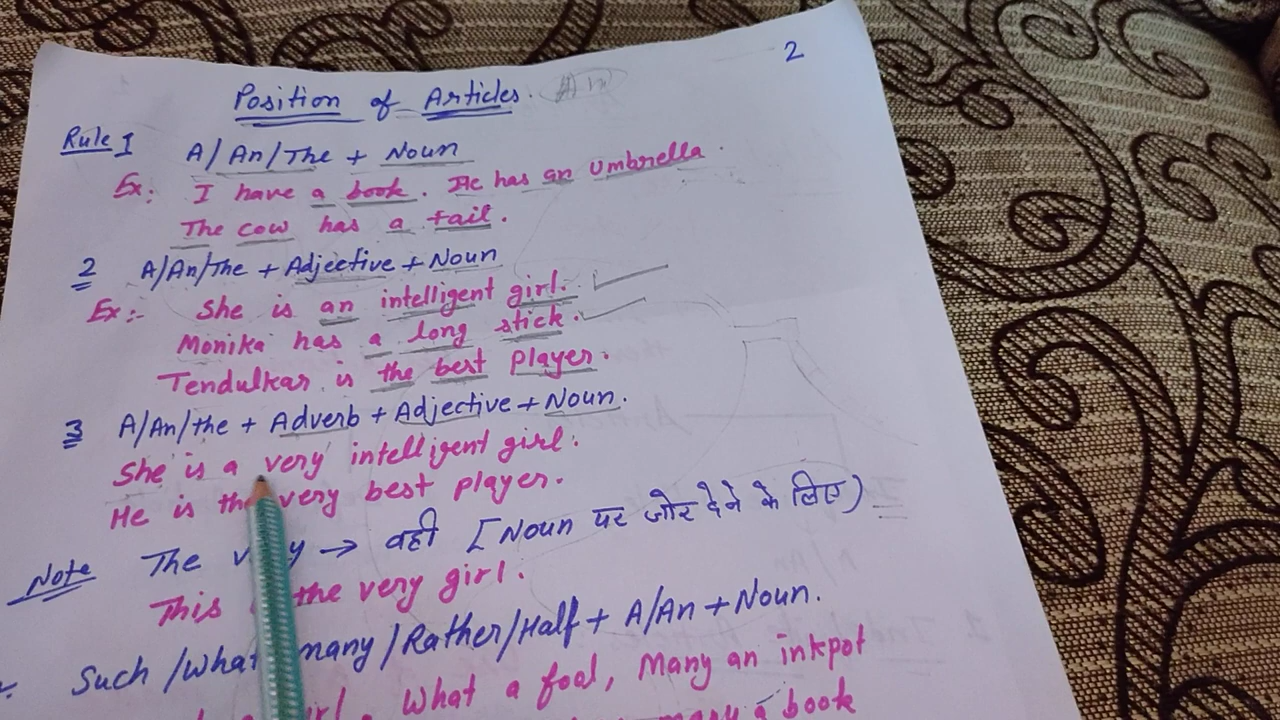 2
Position of Articles.
Rule 1 A/An/The + Noun
Ex: I have a book. He has an umbrella.
The cow has a tail.
2 A/An/The + Adjective + Noun
Ex:- She is an intelligent girl.
Monika has a long stick.
Tendulkar is the best player.
3 A/An/the + Adverb + Adjective + Noun.
She is a very intelligent girl.
He is the very best player.
Note The very → वही [Noun पर जोर देने के लिए)
This the very girl.
Such/What many/Rather/Half + A/An + Noun.
What a fool, Many an inkpot
many a book